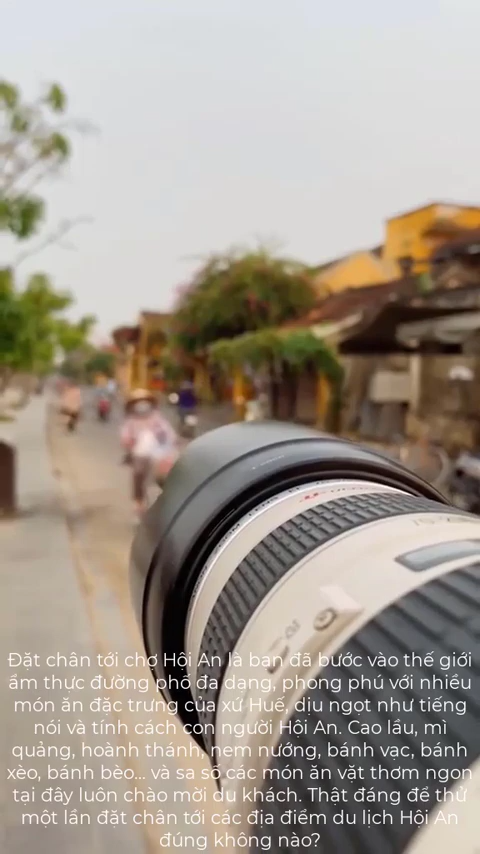 Đặt chân tới chợ Hội An là bạn đã bước vào thế giới
ẩm thực đường phố đa dạng, phong phú với nhiều
món ăn đặc trưng của xứ Huế, dịu ngọt như tiếng
nói và tính cách con người Hội An. Cao lầu, mì
quảng, hoành thánh, nem nướng, bánh vạc, bánh
xèo, bánh bèo... và sa số các món ăn vặt thơm ngon
tại đây luôn chào mời du khách. Thật đáng để thử
một lần đặt chân tới các địa điểm du lịch Hội An
đúng không nào?